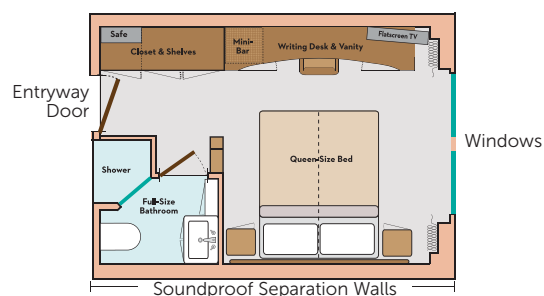 Safe
Closet & Shelves
Mini-
Bar
Writing Desk & Vanity
Flatscreen TV
Entryway
Door
Windows
Queen-Size Bed
Shower
Full-Size
Bathroom
Soundproof Separation Walls